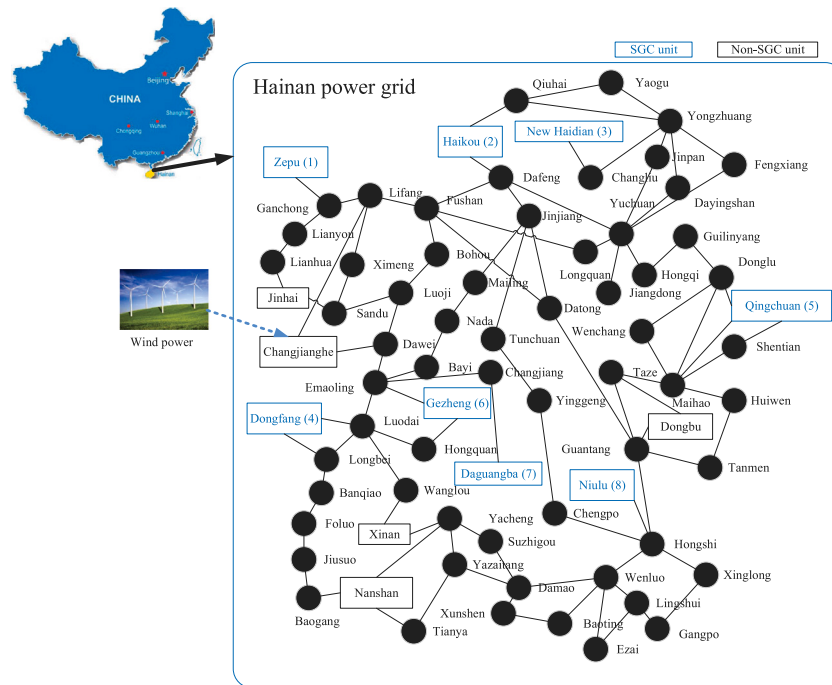 SGC unit
Non-SGC unit
Hainan power grid
Beijing
CHINA
Shanghai
Chongqing
Wuhan
Guangzhou
Hainan
Qiuhai
Yaogu
Yongzhuang
New Haidian (3)
Haikou (2)
Jinpan
Fengxiang
Zepu (1)
Dafeng
Changliu
Lifang
Fushan
Yuchuan
Dayingshan
Ganchong
Jinjiang
Guilinyang
Lianyon
Donglu
Bohou
Lianhua
Ximeng
Mailing
Longquan
Hongqi
Jiangdong
Jinhai
Luoji
Qingchuan (5)
Sandu
Nada
Datong
Wenchang
Tunchuan
Wind power
Changjianghe
Dawei
Shentian
Bayi
Changjiang
Taze
Emaoling
Maihao
Yinggeng
Huiwen
Gezheng (6)
Dongfang (4)
Luodai
Dongbu
Hongquan
Guantang
Longbei
Daguangba (7)
Tanmen
Niulu (8)
Banqiao
Wanglou
Chengpo
Yacheng
Foluo
Xinan
Suzhigou
Hongshi
Jiusuo
Yazaihang
Xinglong
Nanshan
Damao
Wenluo
Lingshui
Xunshen
Baogang
Baoting
Tianya
Gangpo
Ezai